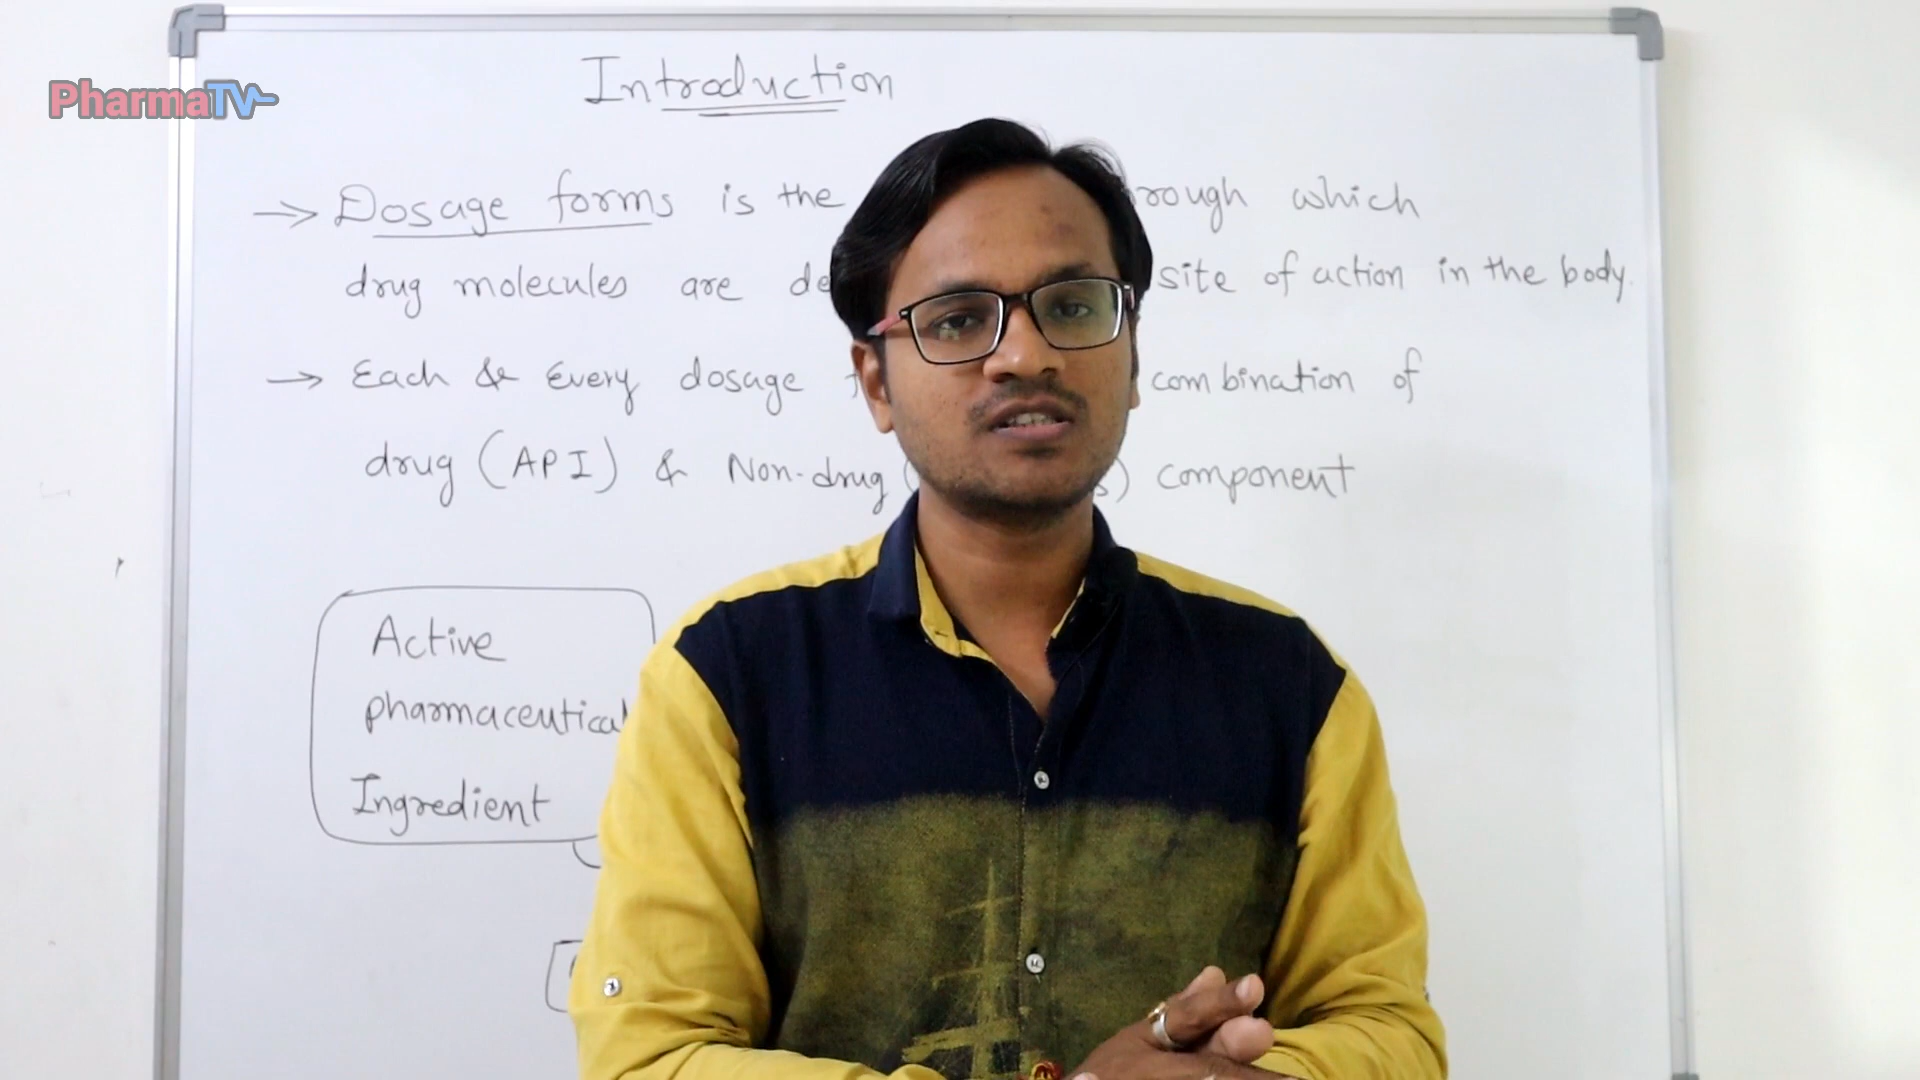 PharmaTV
Introduction
→ Dosage forms is the rough which
drug molecules are de site of action in the body.
→ Each & Every dosage combination of
drug (API) & Non-drug ( s) component
Active
pharmaceutical
Ingredient